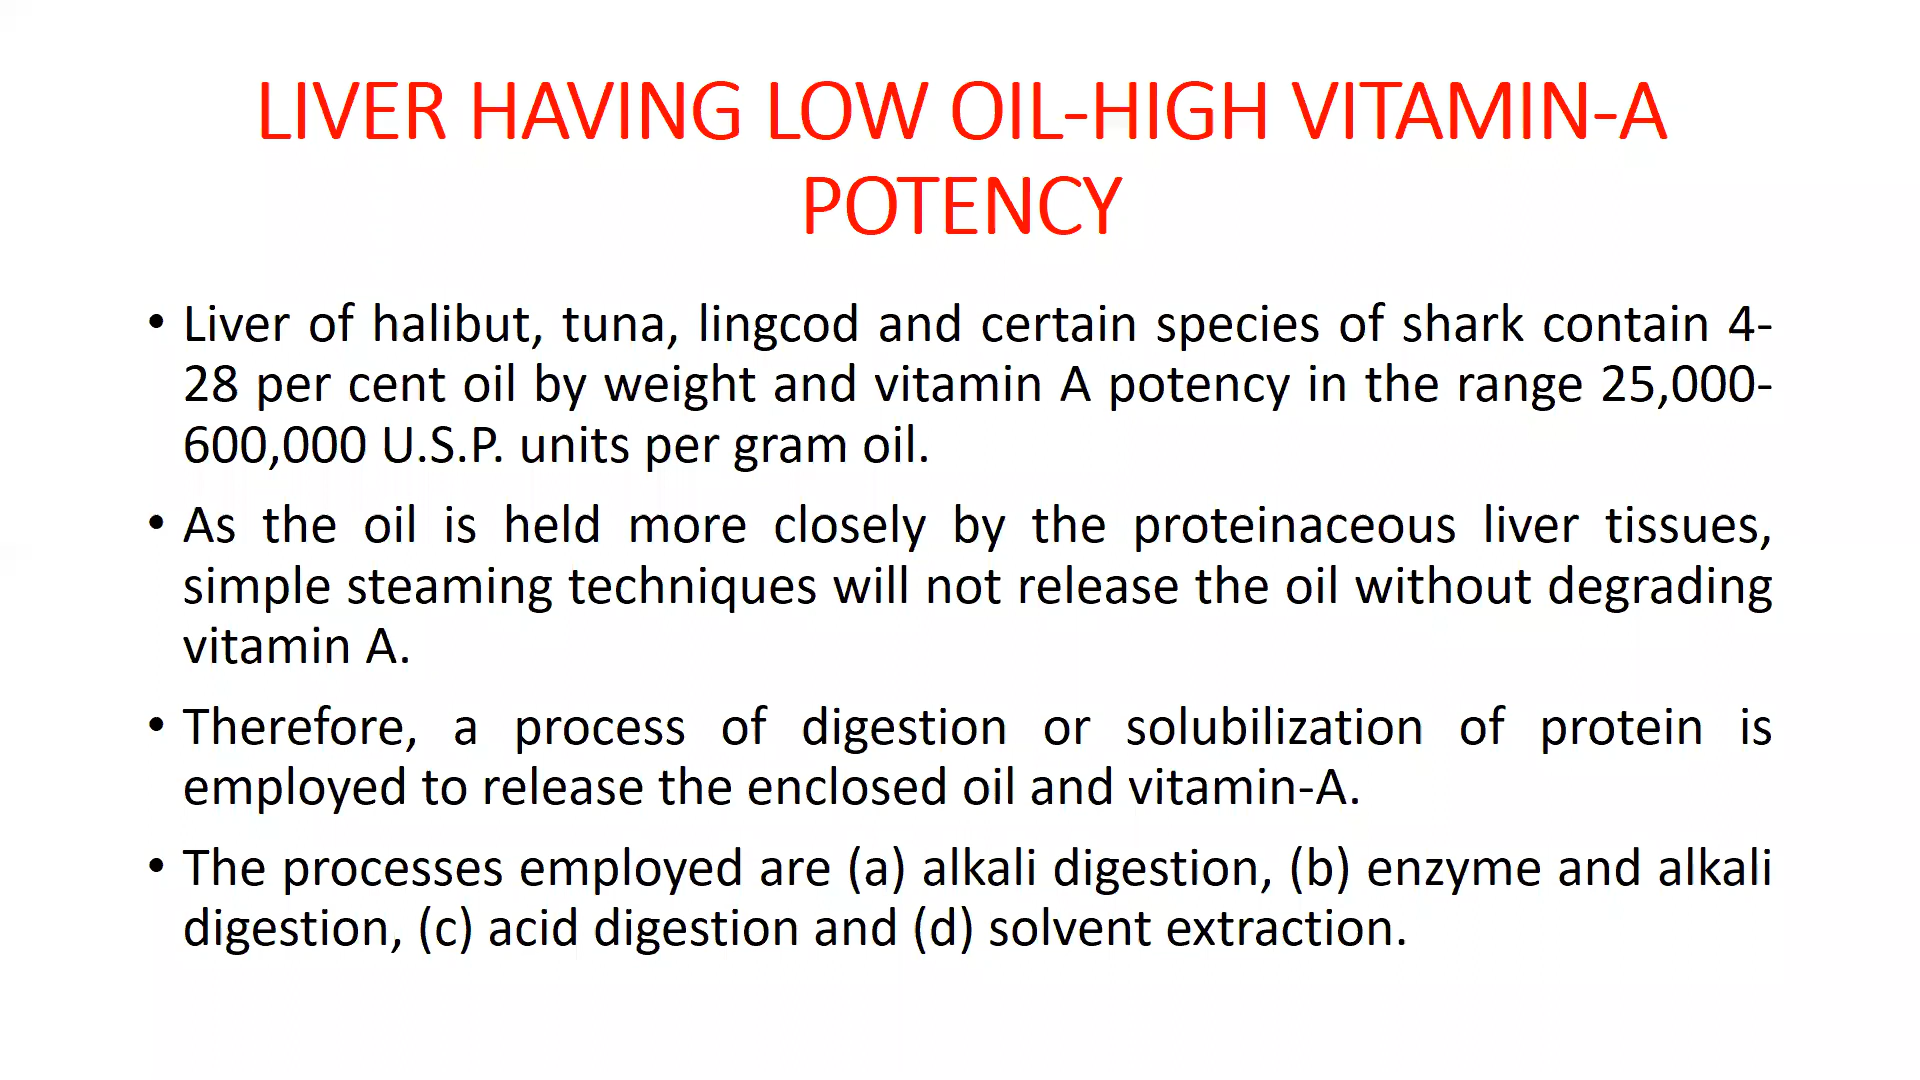 LIVER HAVING LOW OIL-HIGH VITAMIN-A
POTENCY
• Liver of halibut, tuna, lingcod and certain species of shark contain 4-
28 per cent oil by weight and vitamin A potency in the range 25,000-
600,000 U.S.P. units per gram oil.
• As the oil is held more closely by the proteinaceous liver tissues,
simple steaming techniques will not release the oil without degrading
vitamin A.
• Therefore, a process of digestion or solubilization of protein is
employed to release the enclosed oil and vitamin-A.
• The processes employed are (a) alkali digestion, (b) enzyme and alkali
digestion, (c) acid digestion and (d) solvent extraction.